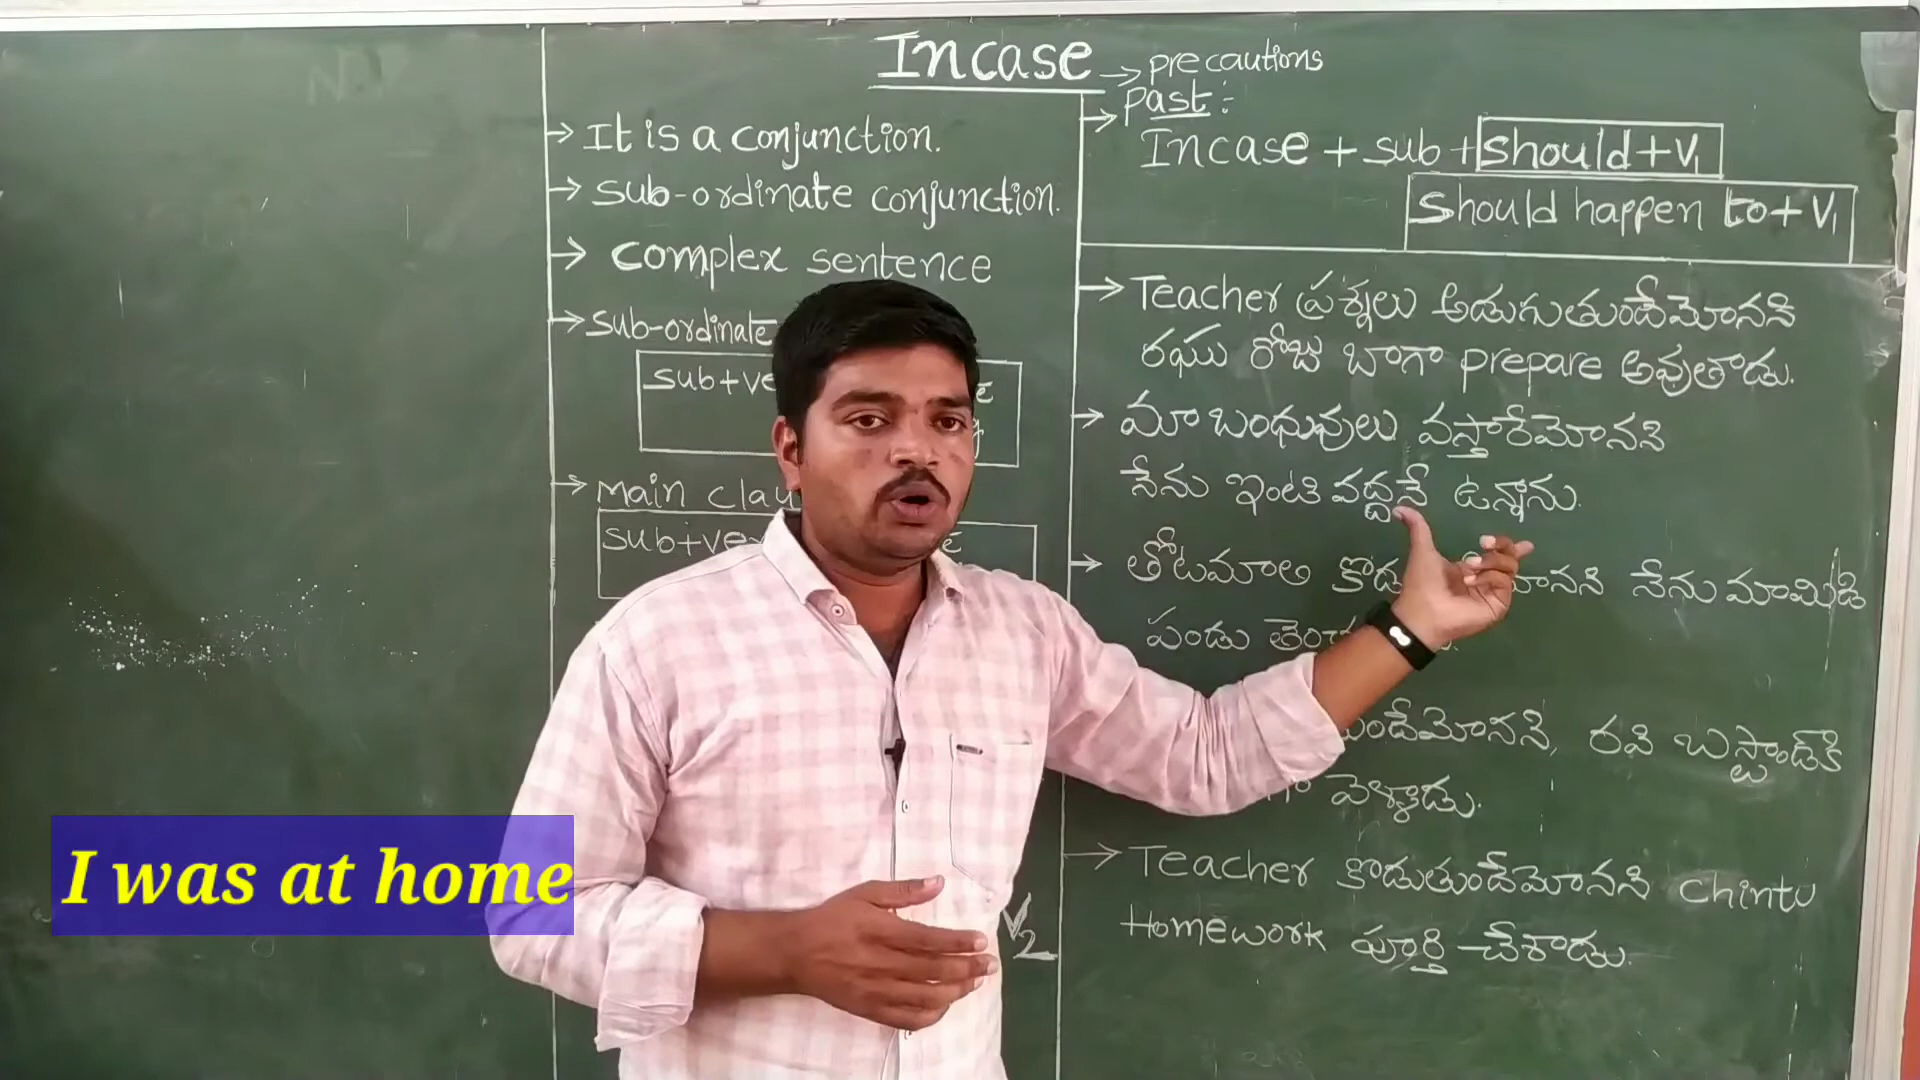 Incase → precautions
→ It is a conjunction.
→ Sub-ordinate conjunction.
→ Complex sentence
→ Sub-ordinate
Sub+ve
→ Main clau
Sub+ve
V2
→ Past :-
Incase + sub + should + V1
should happen to + V1
→ Teacher ప్రశ్నలు అడుగుతుందేమోనని
రఘు రోజు బాగా prepare అవుతాడు.
→ మా బంధువులు వస్తారేమోనని
నేను ఇంటి వద్దనే ఉన్నాను.
→ తోటమాలి నేను మామిడి
పండు
ందేమోనని, రవి బస్టాండ్‌కి
వెళ్ళాడు.
→ Teacher కొడుతుందేమోనని Chintu
Homework పూర్తి చేశాడు.
I was at home